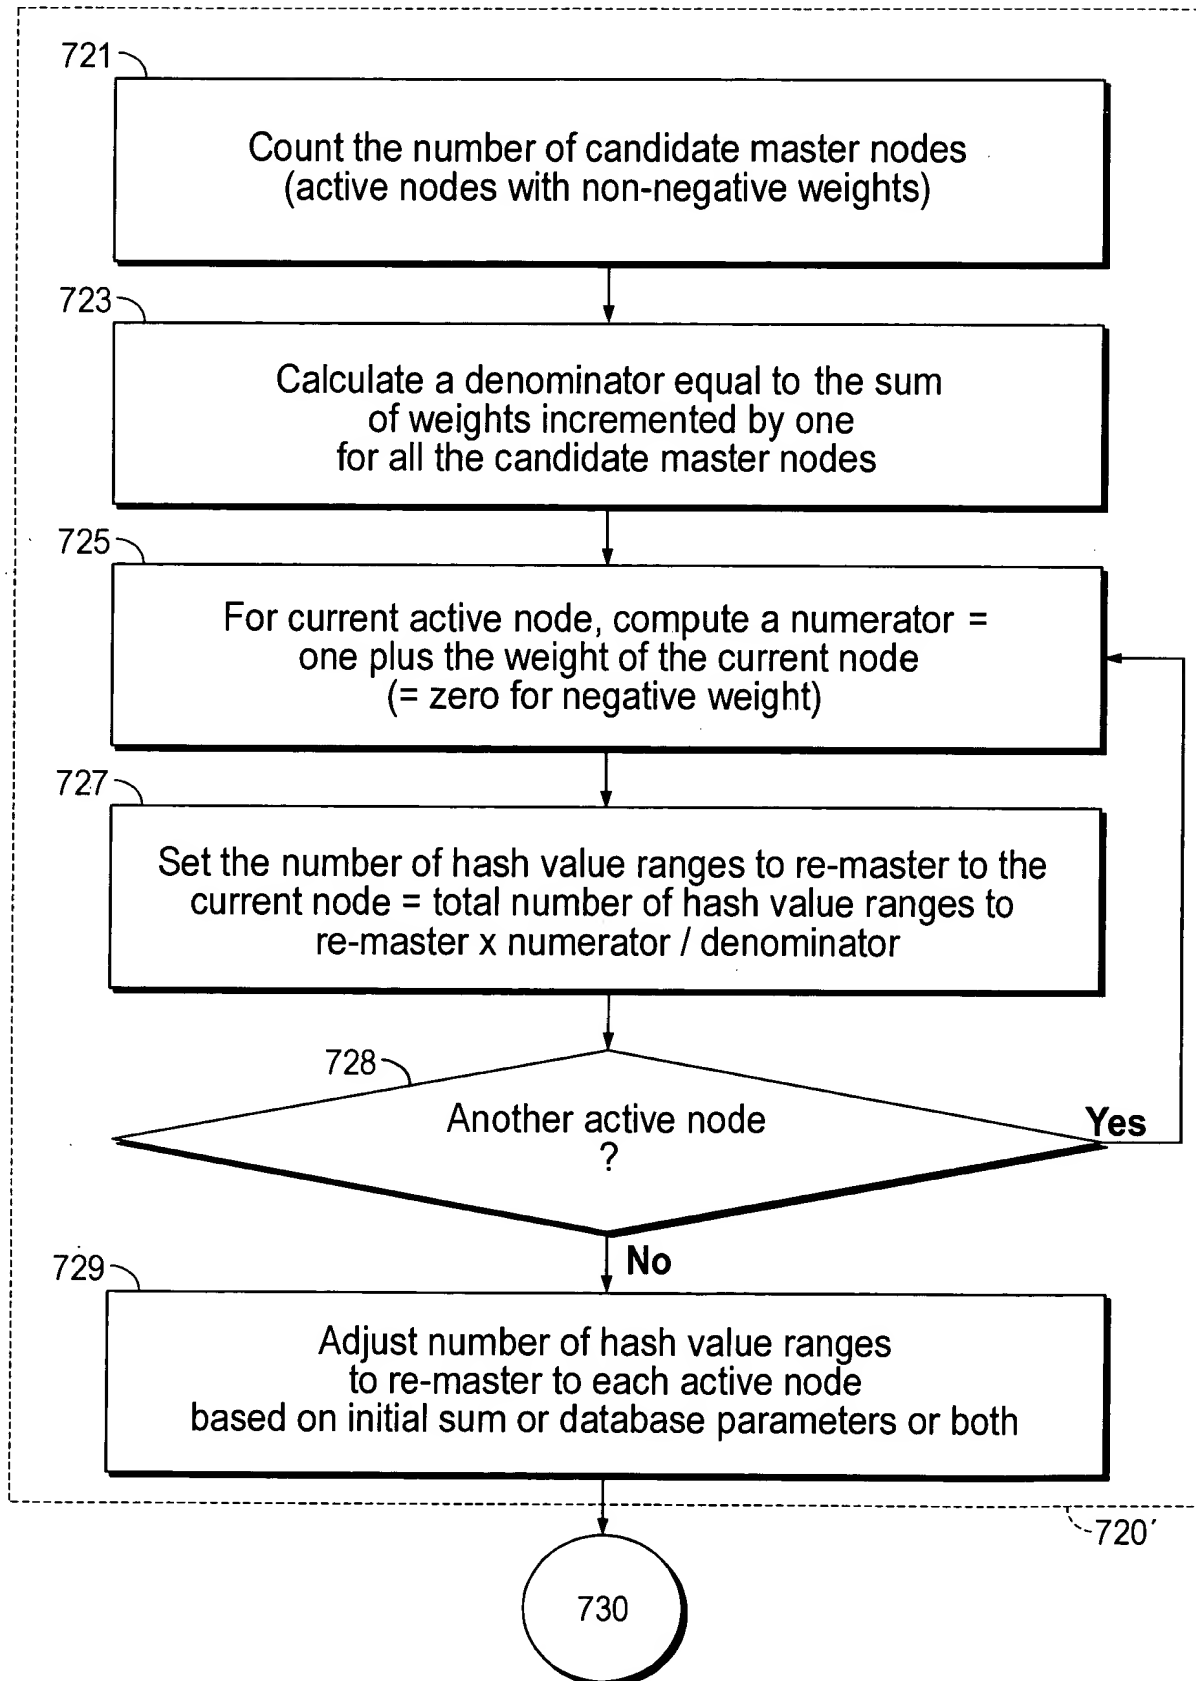 721
Count the number of candidate master nodes
(active nodes with non-negative weights)
723
Calculate a denominator equal to the sum
of weights incremented by one
for all the candidate master nodes
725
For current active node, compute a numerator =
one plus the weight of the current node
(= zero for negative weight)
727
Set the number of hash value ranges to re-master to the
current node = total number of hash value ranges to
re-master x numerator / denominator
728
Another active node
?
Yes
No
729
Adjust number of hash value ranges
to re-master to each active node
based on initial sum or database parameters or both
720′
730